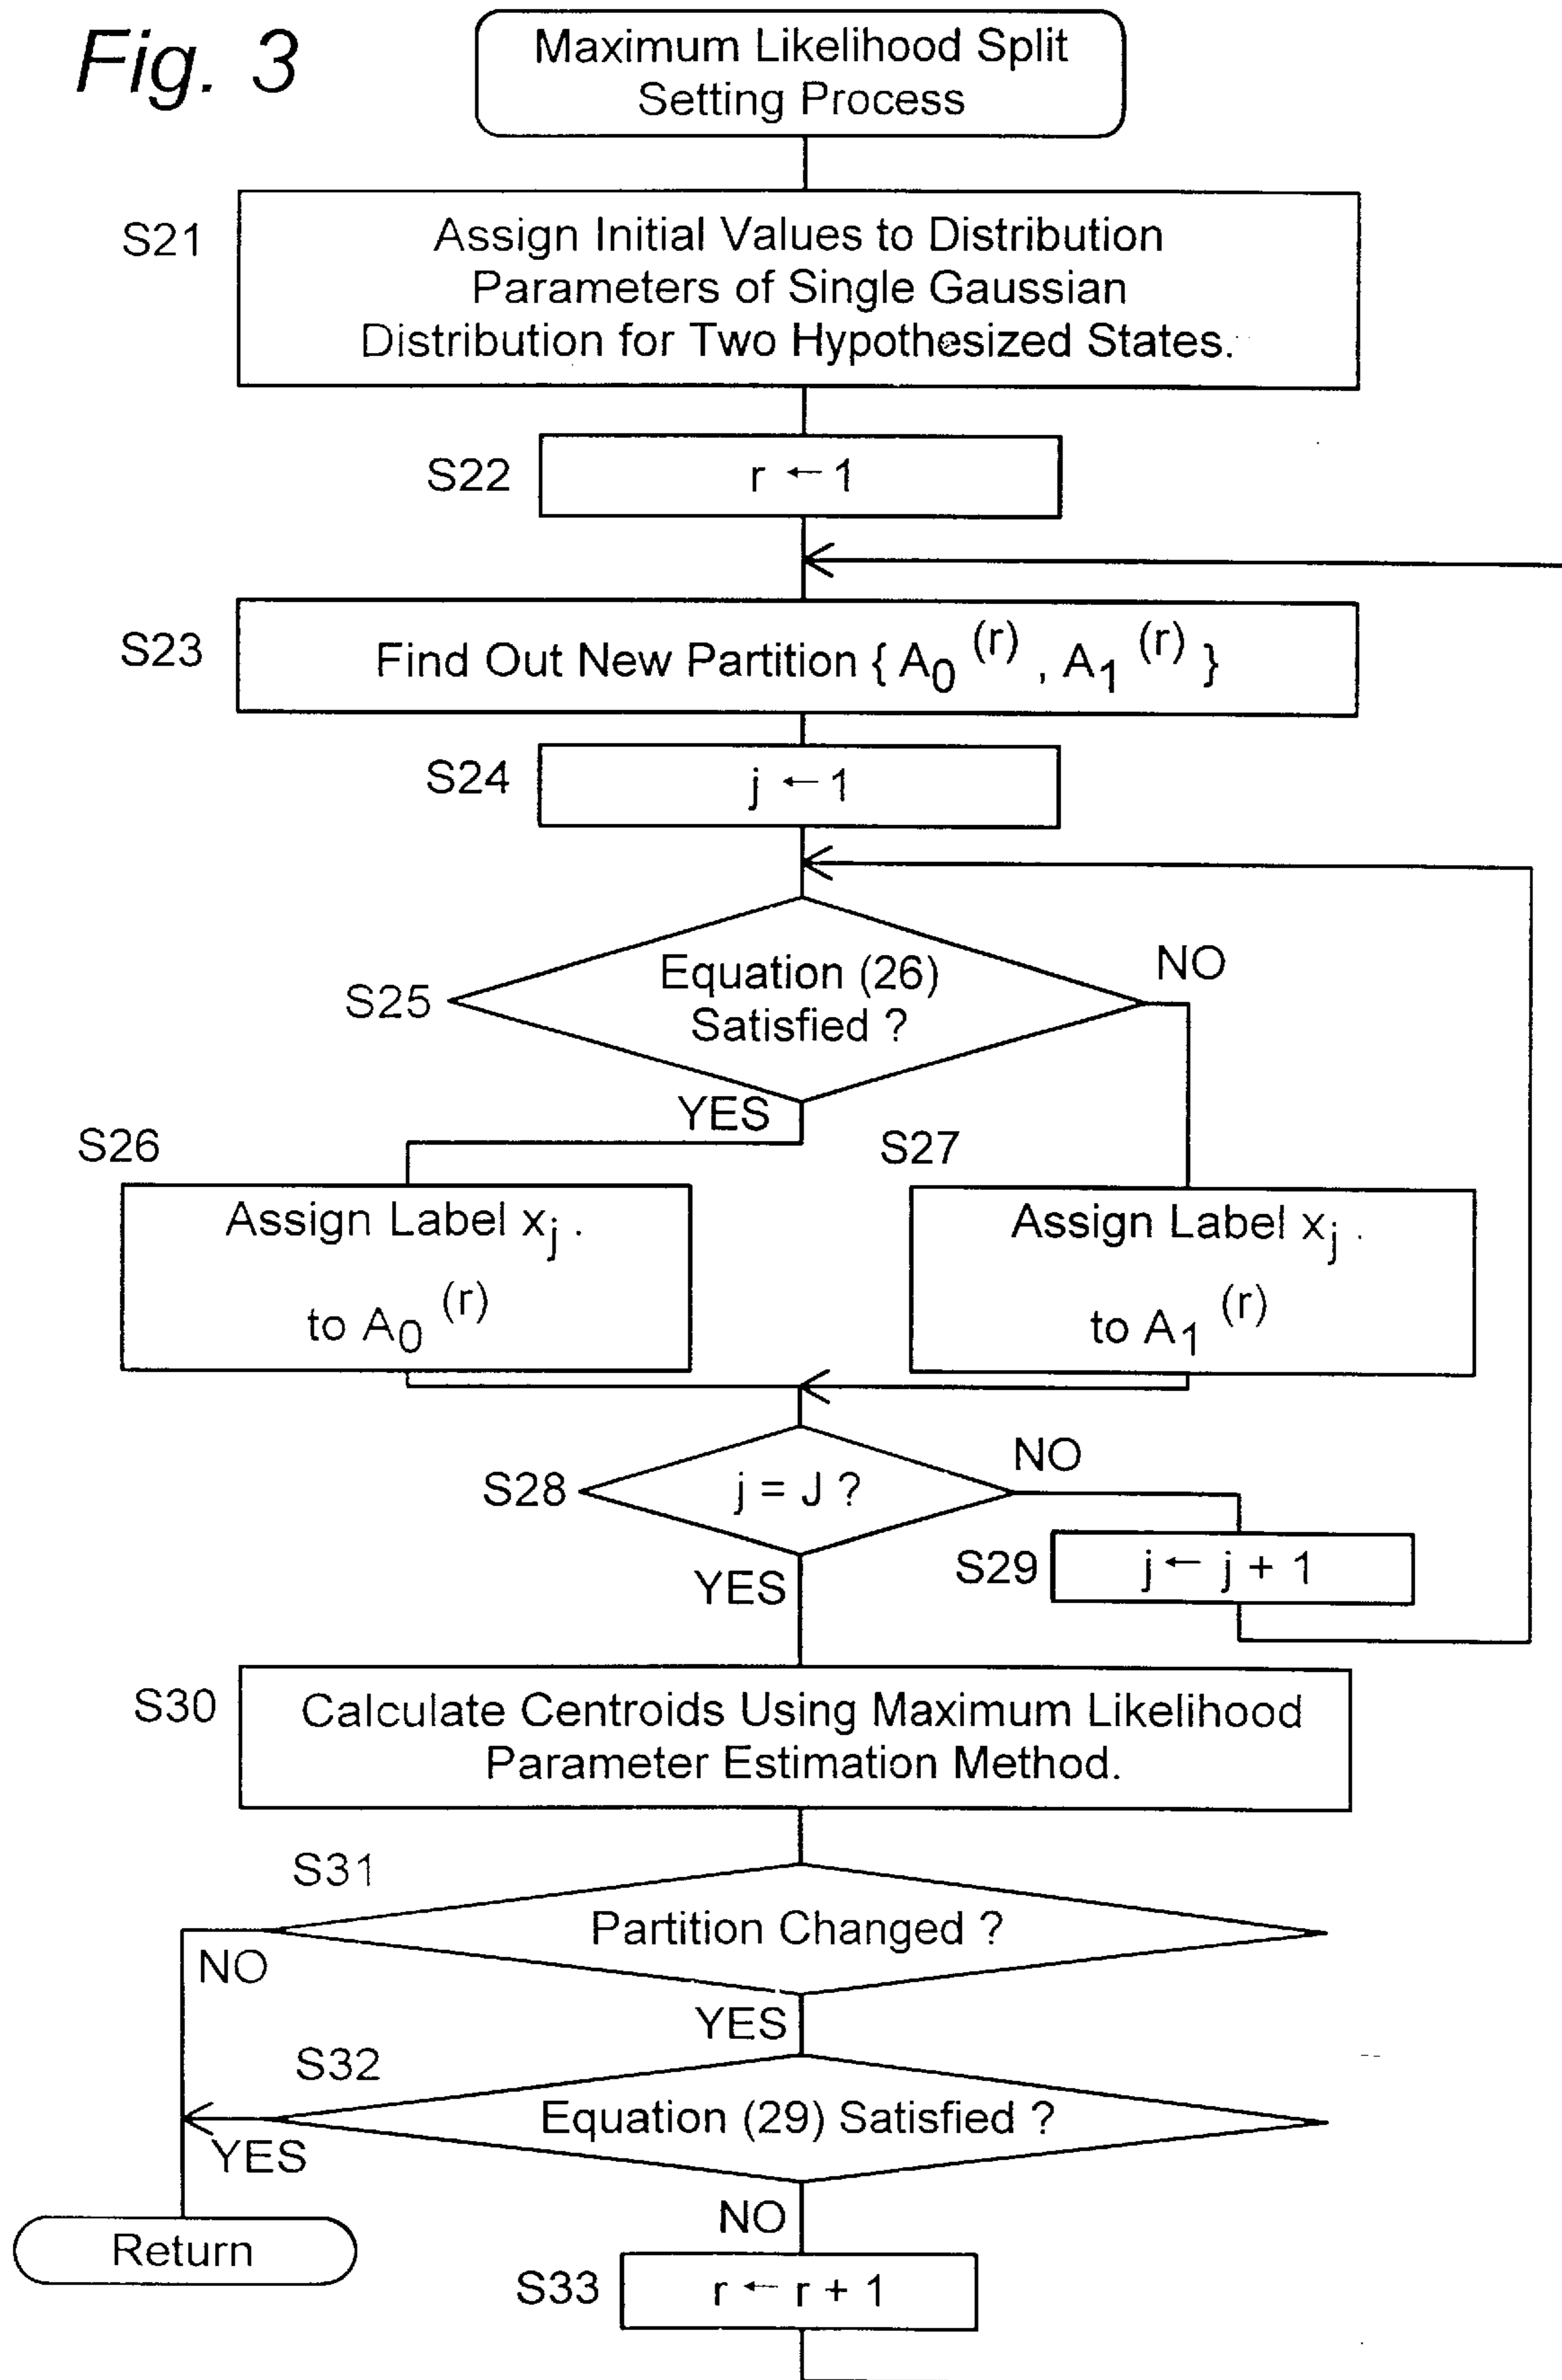 Fig. 3
Maximum Likelihood Split
Setting Process
S21
Assign Initial Values to Distribution
Parameters of Single Gaussian
Distribution for Two Hypothesized States.
S22
r ← 1
S23
Find Out New Partition { A0 (r) , A1 (r) }
S24
j ← 1
S25
Equation (26)
Satisfied ?
NO
YES
S26
Assign Label xj .
to A0 (r)
S27
Assign Label xj .
to A1 (r)
S28
j = J ?
NO
YES
S29
j ← j + 1
S30
Calculate Centroids Using Maximum Likelihood
Parameter Estimation Method.
S31
Partition Changed ?
NO
YES
S32
Equation (29) Satisfied ?
YES
NO
Return
S33
r ← r + 1